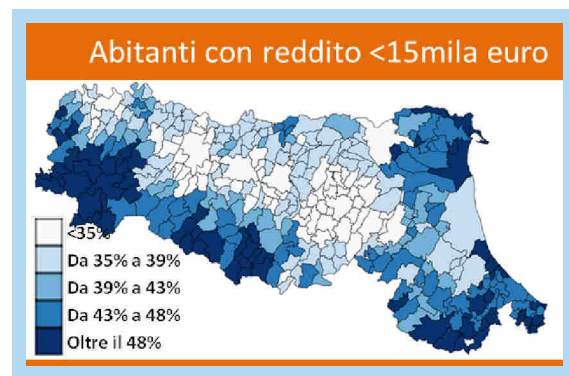 Abitanti con reddito <15mila euro
<35%
Da 35% a 39%
Da 39% a 43%
Da 43% a 48%
Oltre il 48%